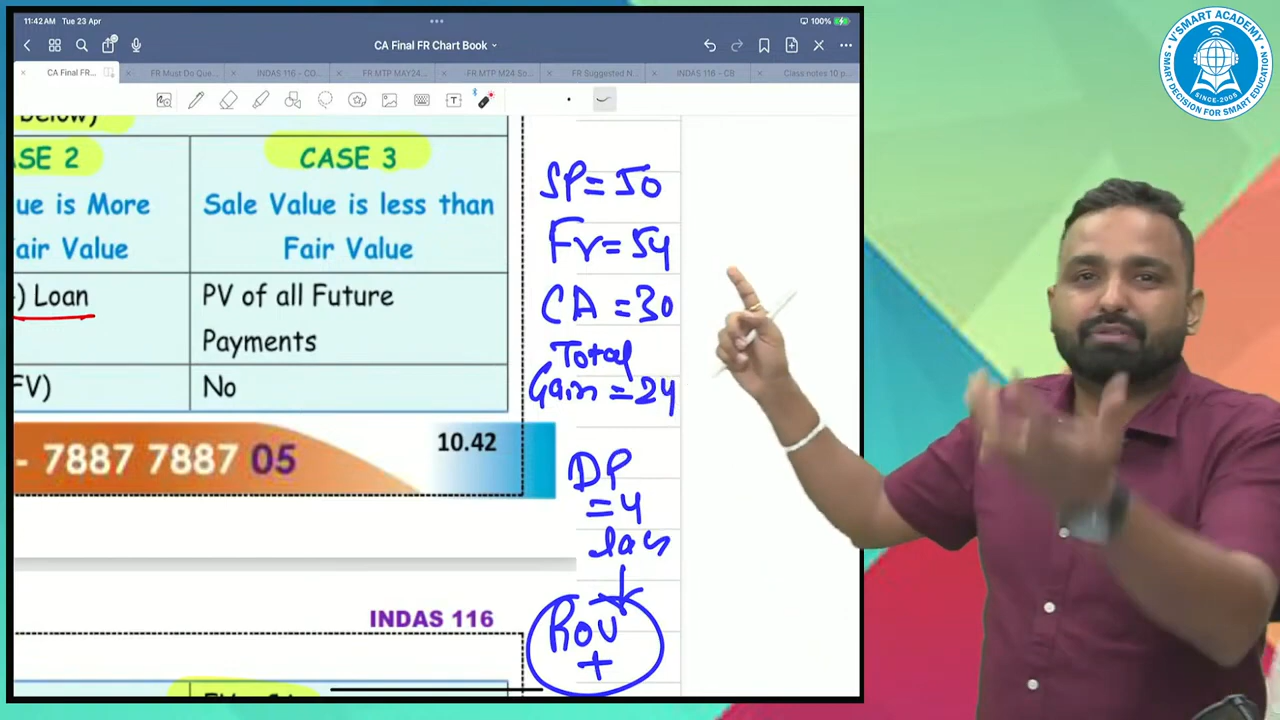 11:42 AM Tue 23 Apr
100%
CA Final FR Chart Book
CA Final FR...
FR Must Do Que...
INDAS 116 - CO...
FR MTP MAY24...
FR MTP M24 So...
FR Suggested N...
INDAS 116 - CB
Class notes 10 p...
below)
SE 2
CASE 3
ue is More
air Value
Sale Value is less than
Fair Value
) Loan
PV of all Future
Payments
FV)
No
- 7887 7887 05
10.42
INDAS 116
SP = 50
FV = 54
CA = 30
Total
Gain = 24
DP
= 4
ROU
+
V'SMART ACADEMY
SINCE-2005
SMART DECISION FOR SMART EDUCATION